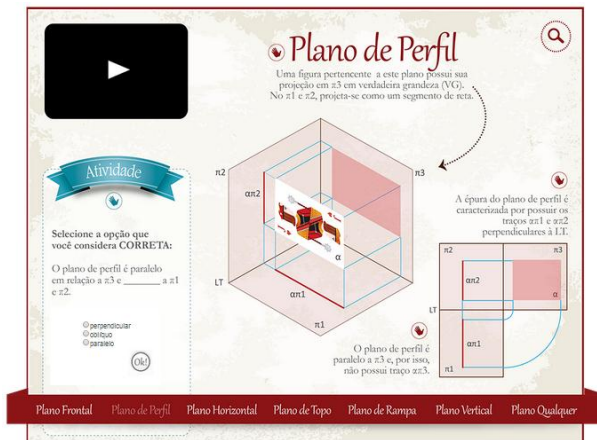 Plano de Perfil
Uma figura pertencente a este plano possui sua
projeção em π3 em verdadeira grandeza (VG).
No π1 e π2, projeta-se como um segmento de reta.
Atividade
Selecione a opção que
você considera CORRETA:
O plano de perfil é paralelo
em relação a π3 e ________ a π1
e π2.
perpendicular
oblíquo
paralelo
Ok!
π2
π3
απ2
α
LT
απ1
π1
A épura do plano de perfil é
caracterizada por possuir os
traços απ1 e απ2
perpendiculares à LT.
π2
π3
απ2
α
LT
απ1
π1
O plano de perfil é
paralelo a π3 e, por isso,
não possui traço απ3.
Plano Frontal
Plano de Perfil
Plano Horizontal
Plano de Topo
Plano de Rampa
Plano Vertical
Plano Qualquer